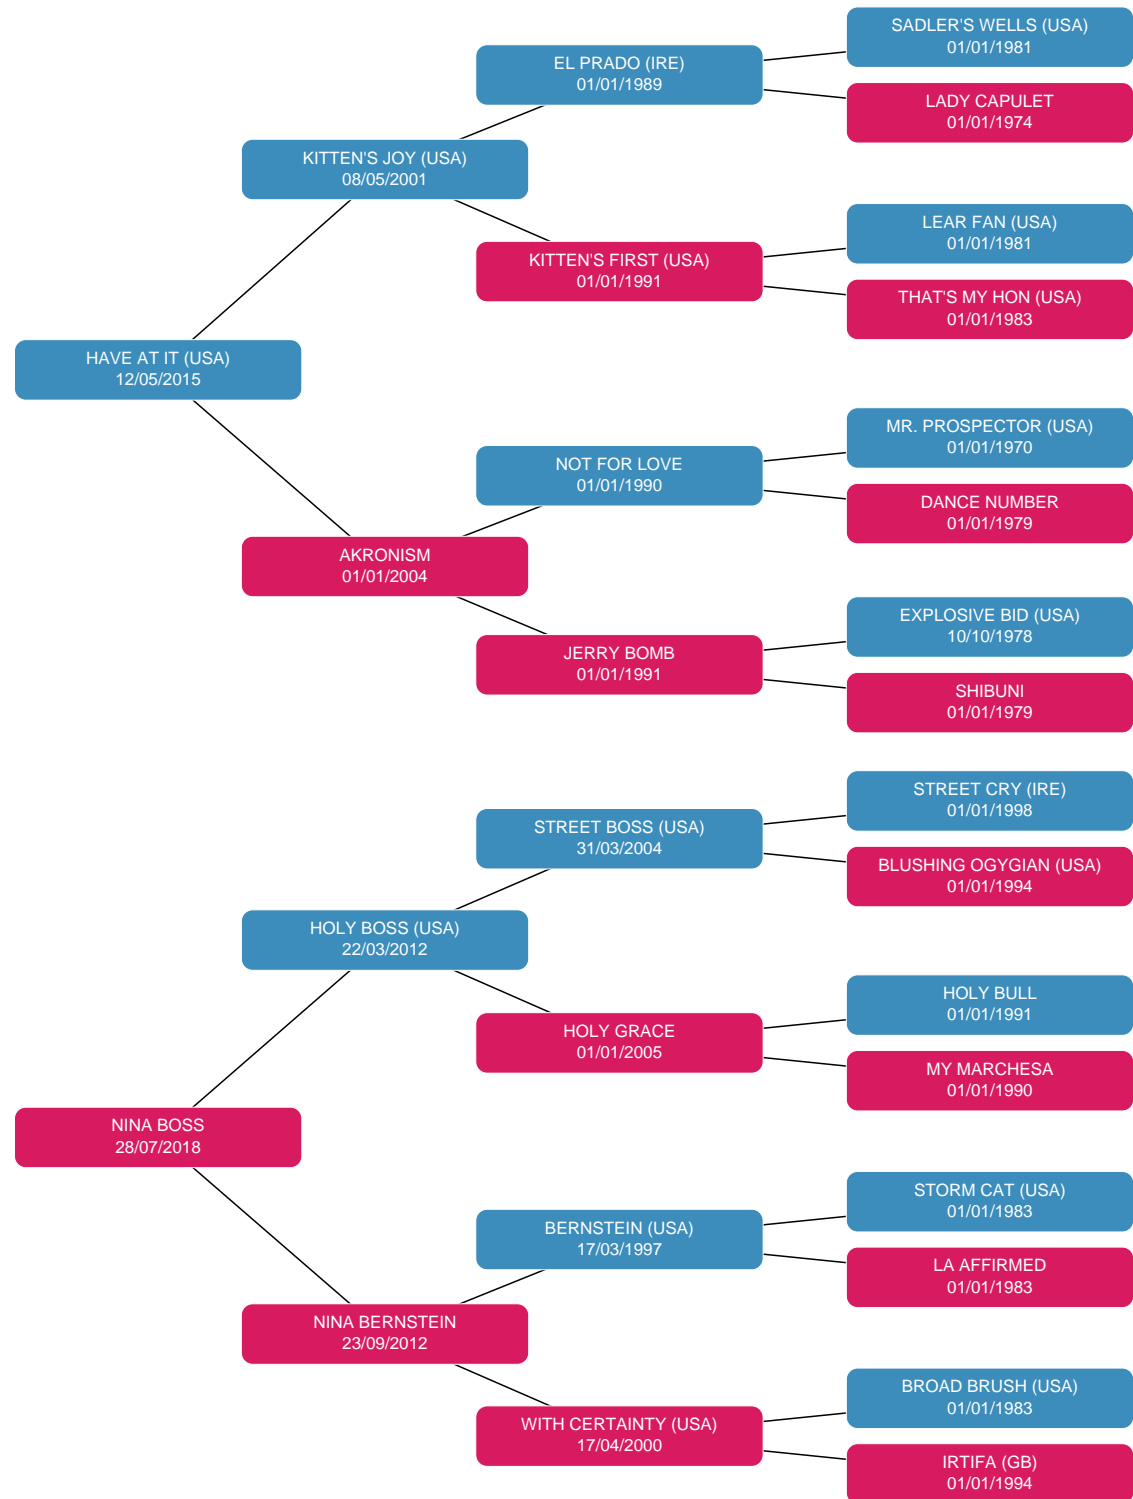 SADLER'S WELLS (USA)
01/01/1981
EL PRADO (IRE)
01/01/1989
LADY CAPULET
01/01/1974
KITTEN'S JOY (USA)
08/05/2001
LEAR FAN (USA)
01/01/1981
KITTEN'S FIRST (USA)
01/01/1991
THAT'S MY HON (USA)
01/01/1983
HAVE AT IT (USA)
12/05/2015
MR. PROSPECTOR (USA)
01/01/1970
NOT FOR LOVE
01/01/1990
DANCE NUMBER
01/01/1979
AKRONISM
01/01/2004
EXPLOSIVE BID (USA)
10/10/1978
JERRY BOMB
01/01/1991
SHIBUNI
01/01/1979
STREET CRY (IRE)
01/01/1998
STREET BOSS (USA)
31/03/2004
BLUSHING OGYGIAN (USA)
01/01/1994
HOLY BOSS (USA)
22/03/2012
HOLY BULL
01/01/1991
HOLY GRACE
01/01/2005
MY MARCHESA
01/01/1990
NINA BOSS
28/07/2018
STORM CAT (USA)
01/01/1983
BERNSTEIN (USA)
17/03/1997
LA AFFIRMED
01/01/1983
NINA BERNSTEIN
23/09/2012
BROAD BRUSH (USA)
01/01/1983
WITH CERTAINTY (USA)
17/04/2000
IRTIFA (GB)
01/01/1994